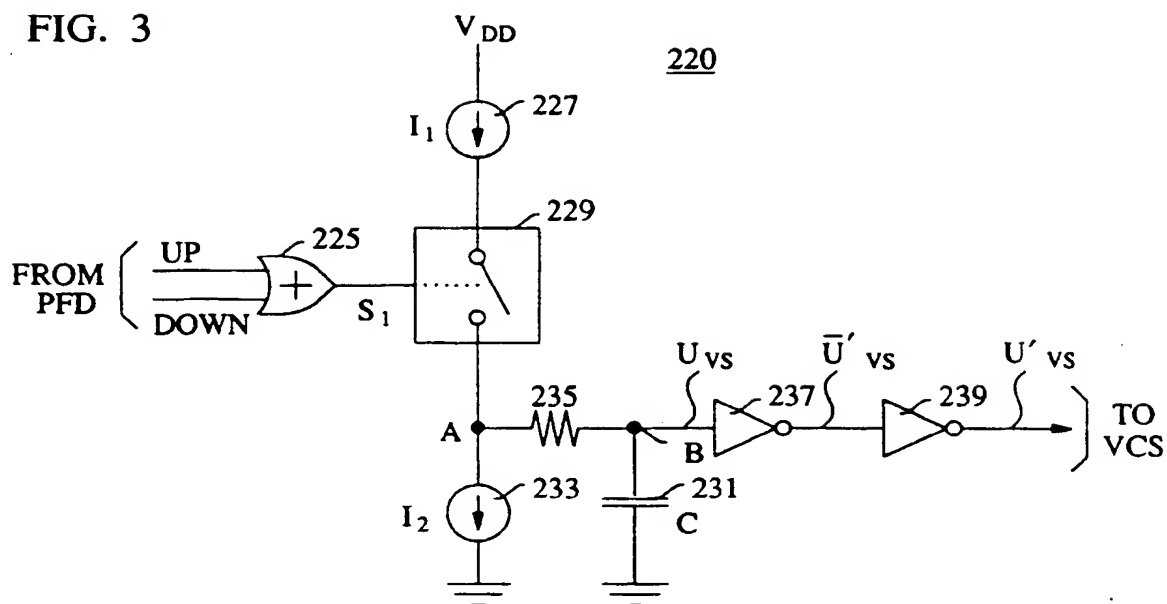 FIG. 3
V DD
220
227
I 1
229
UP
225
FROM
PFD
+
S 1
DOWN
U VS
Ū′ VS
U′ VS
235
237
239
TO
VCS
A
B
233
231
I 2
C